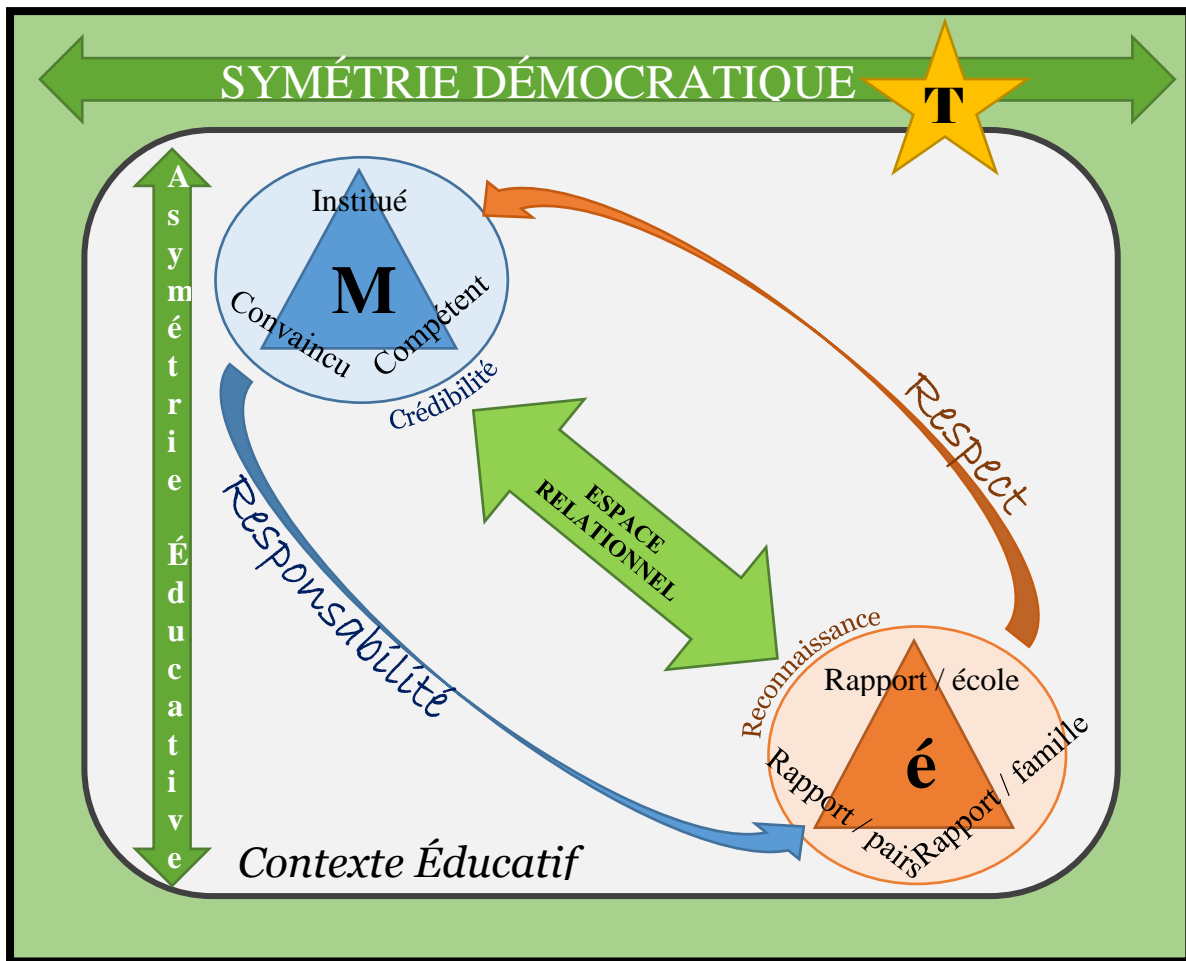 SYMÉTRIE DÉMOCRATIQUE
T
Asymétrie Éducative
Institué
M
Convaincu
Compétent
Crédibilité
Respect
ESPACE
RELATIONNEL
Responsabilité
Reconnaissance
Rapport / école
é
Rapport / pairs
Rapport / famille
Contexte Éducatif